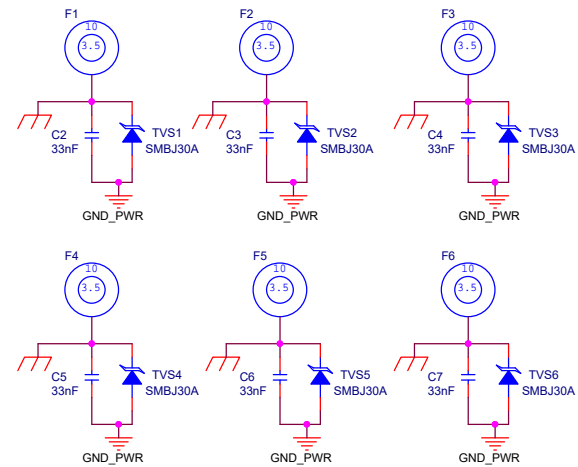 F1
10
3.5
C2
33nF
TVS1
SMBJ30A
GND_PWR
F2
10
3.5
C3
33nF
TVS2
SMBJ30A
GND_PWR
F3
10
3.5
C4
33nF
TVS3
SMBJ30A
GND_PWR
F4
10
3.5
C5
33nF
TVS4
SMBJ30A
GND_PWR
F5
10
3.5
C6
33nF
TVS5
SMBJ30A
GND_PWR
F6
10
3.5
C7
33nF
TVS6
SMBJ30A
GND_PWR